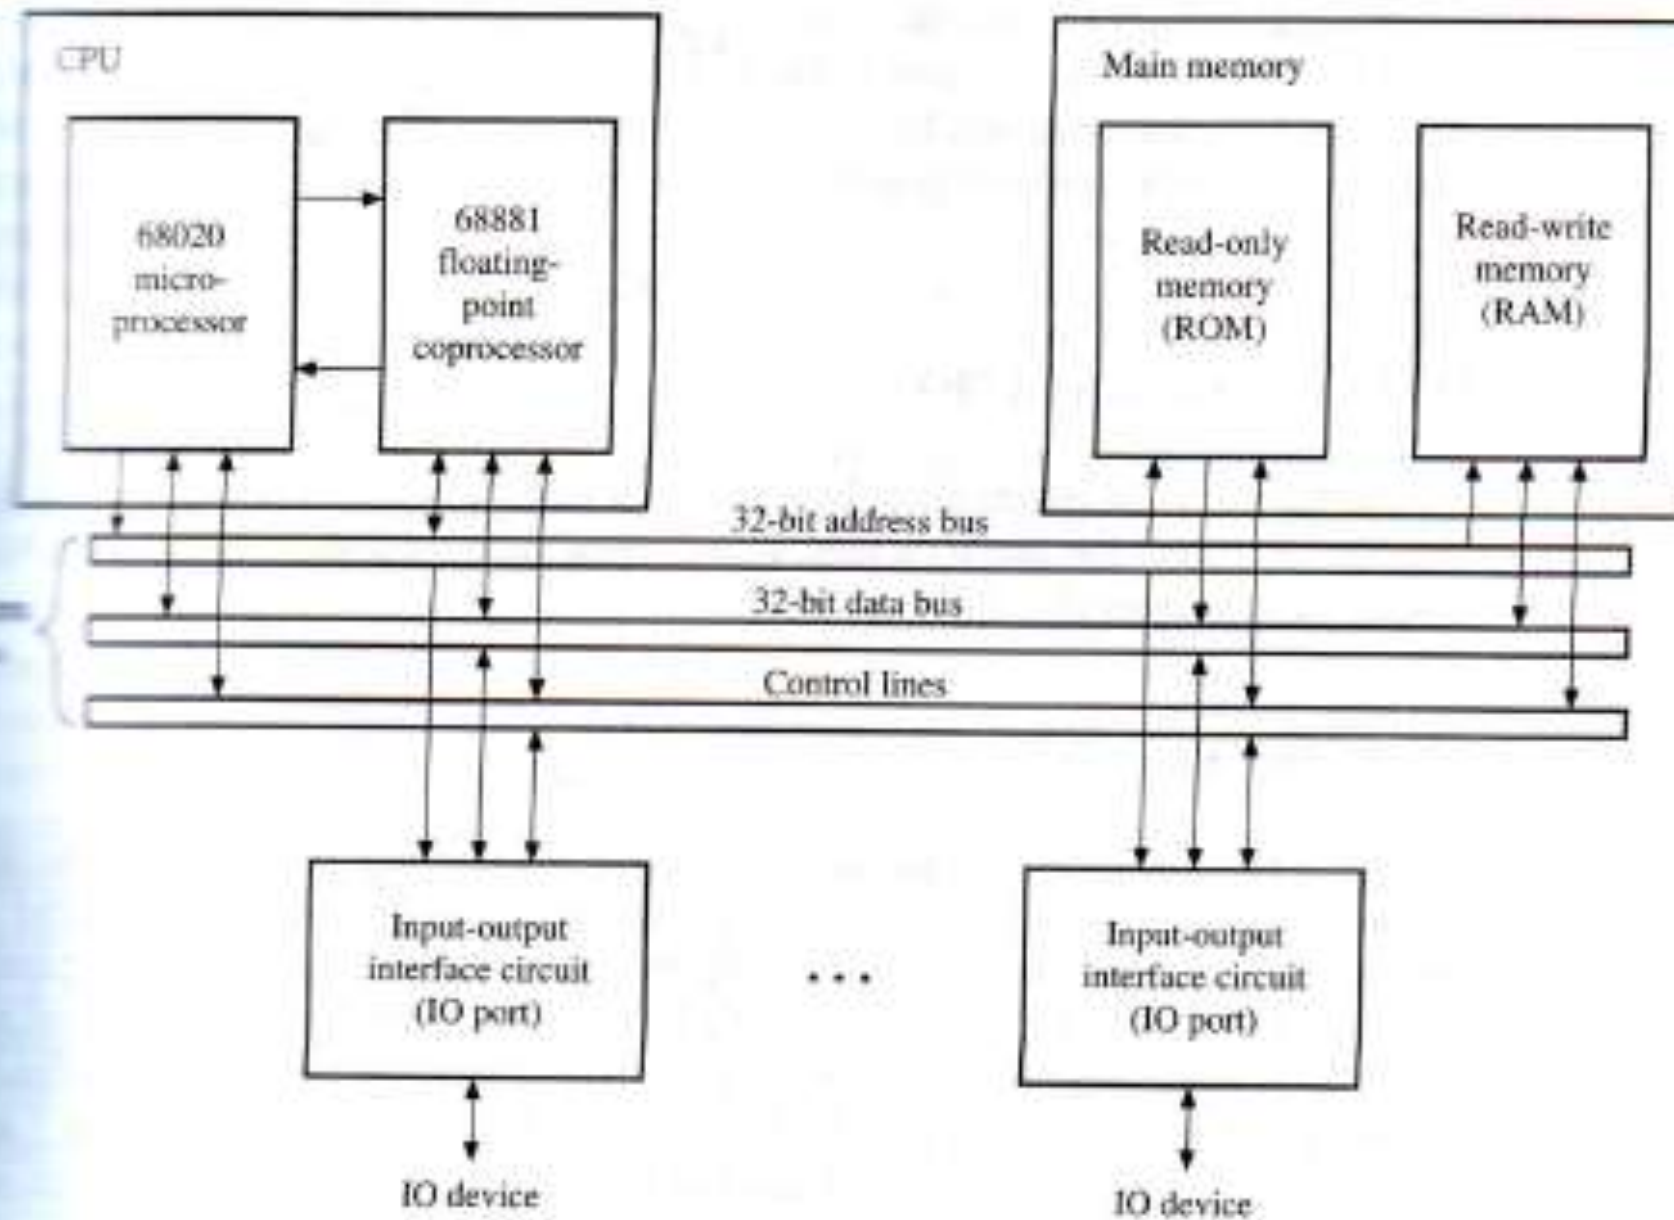 CPU
68020
micro-
processor
68881
floating-
point
coprocessor
Main memory
Read-only
memory
(ROM)
Read-write
memory
(RAM)
32-bit address bus
32-bit data bus
Control lines
Input-output
interface circuit
(IO port)
...
Input-output
interface circuit
(IO port)
IO device
IO device